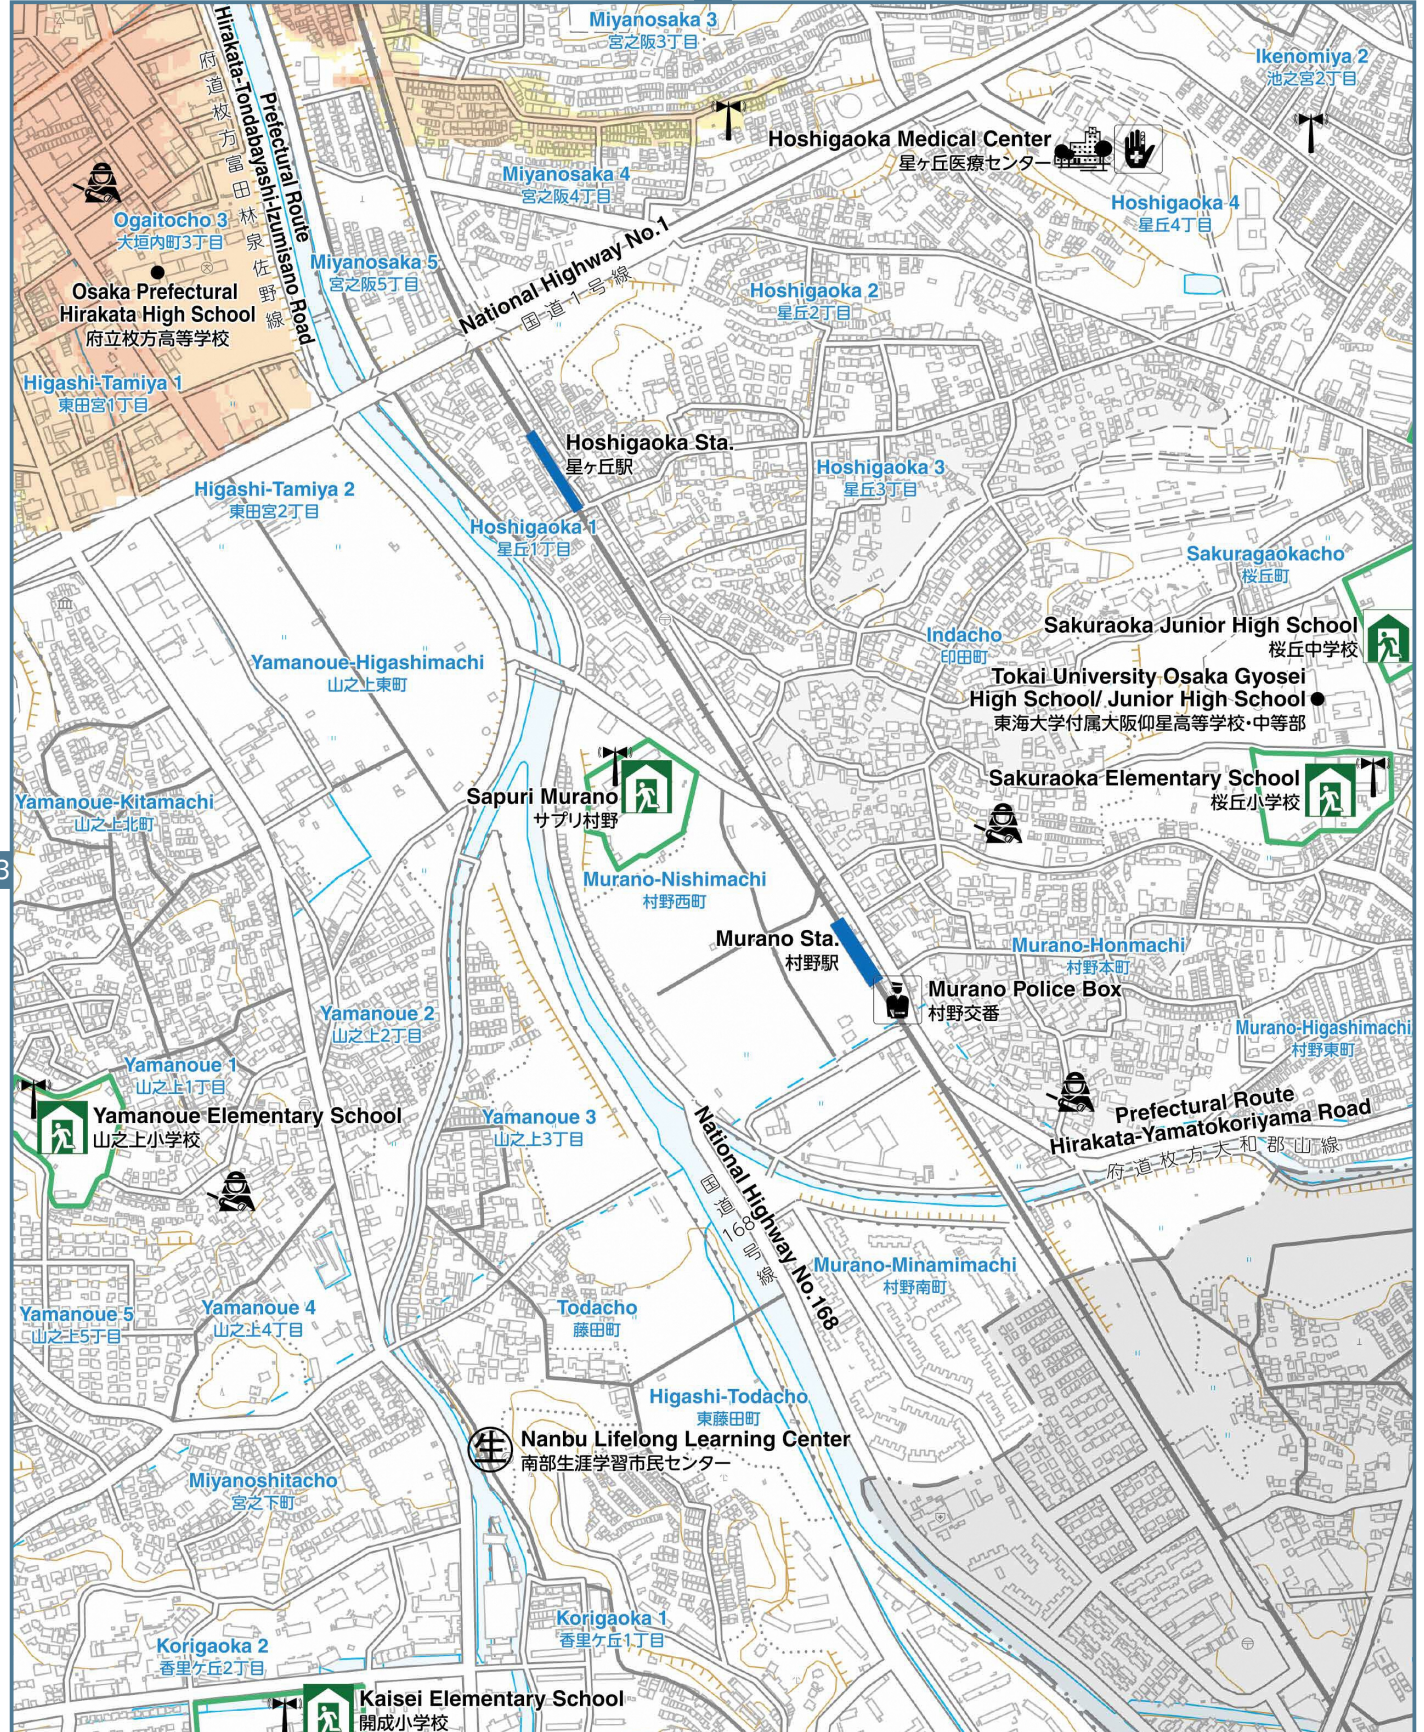 Miyanosaka 3
宮之阪3丁目
Ikenomiya 2
池之宮2丁目
Hirakata-Tondabayashi-Izumisano Road
Prefectural Route
府道枚方富田林泉佐野線
Hoshigaoka Medical Center
星ヶ丘医療センター
Miyanosaka 4
宮之阪4丁目
Hoshigaoka 4
星丘4丁目
Ogaitocho 3
大垣内町3丁目
Miyanosaka 5
宮之阪5丁目
National Highway No.1
国道1号線
Osaka Prefectural
Hirakata High School
府立枚方高等学校
Hoshigaoka 2
星丘2丁目
Higashi-Tamiya 1
東田宮1丁目
Hoshigaoka Sta.
星ヶ丘駅
Hoshigaoka 3
星丘3丁目
Higashi-Tamiya 2
東田宮2丁目
Hoshigaoka 1
星丘1丁目
Sakuragaokacho
桜丘町
Sakuraoka Junior High School
桜丘中学校
Indacho
印田町
Yamanoue-Higashimachi
山之上東町
Tokai University Osaka Gyosei
High School/ Junior High School
東海大学付属大阪仰星高等学校・中等部
Sakuraoka Elementary School
桜丘小学校
Sapuri Murano
サプリ村野
Yamanoue-Kitamachi
山之上北町
3
Murano-Nishimachi
村野西町
Murano Sta.
村野駅
Murano-Honmachi
村野本町
Murano Police Box
村野交番
Yamanoue 2
山之上2丁目
Murano-Higashimachi
村野東町
Yamanoue 1
山之上1丁目
Yamanoue Elementary School
山之上小学校
Yamanoue 3
山之上3丁目
Prefectural Route
Hirakata-Yamatokoriyama Road
府道枚方大和郡山線
National Highway No.168
国道168号線
Murano-Minamimachi
村野南町
Yamanoue 5
山之上5丁目
Yamanoue 4
山之上4丁目
Todacho
藤田町
Higashi-Todacho
東藤田町
生
Nanbu Lifelong Learning Center
南部生涯学習市民センター
Miyanoshitacho
宮之下町
Korigaoka 1
香里ケ丘1丁目
Korigaoka 2
香里ケ丘2丁目
Kaisei Elementary School
開成小学校